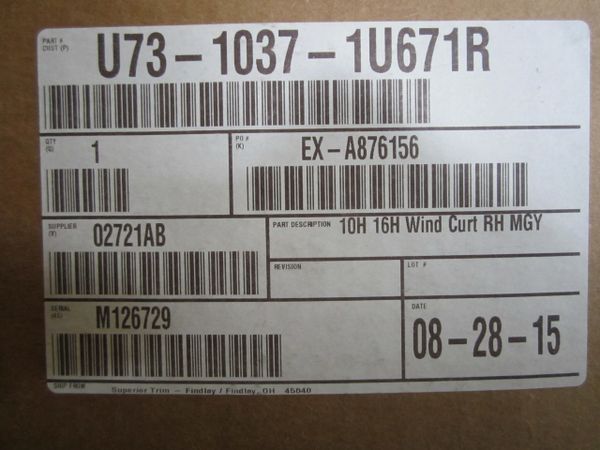 PART #
CUST (P)
U73-1037-1U671R
QTY
(Q)
1
PO #
(K)
EX-A876156
SUPPLIER
(V)
02721AB
PART DESCRIPTION
10H 16H Wind Curt RH MGY
REVISION
LOT #
SERIAL
M126729
DATE
08-28-15
SHIP FROM
Superior Trim - Findlay / Findlay, OH 45840